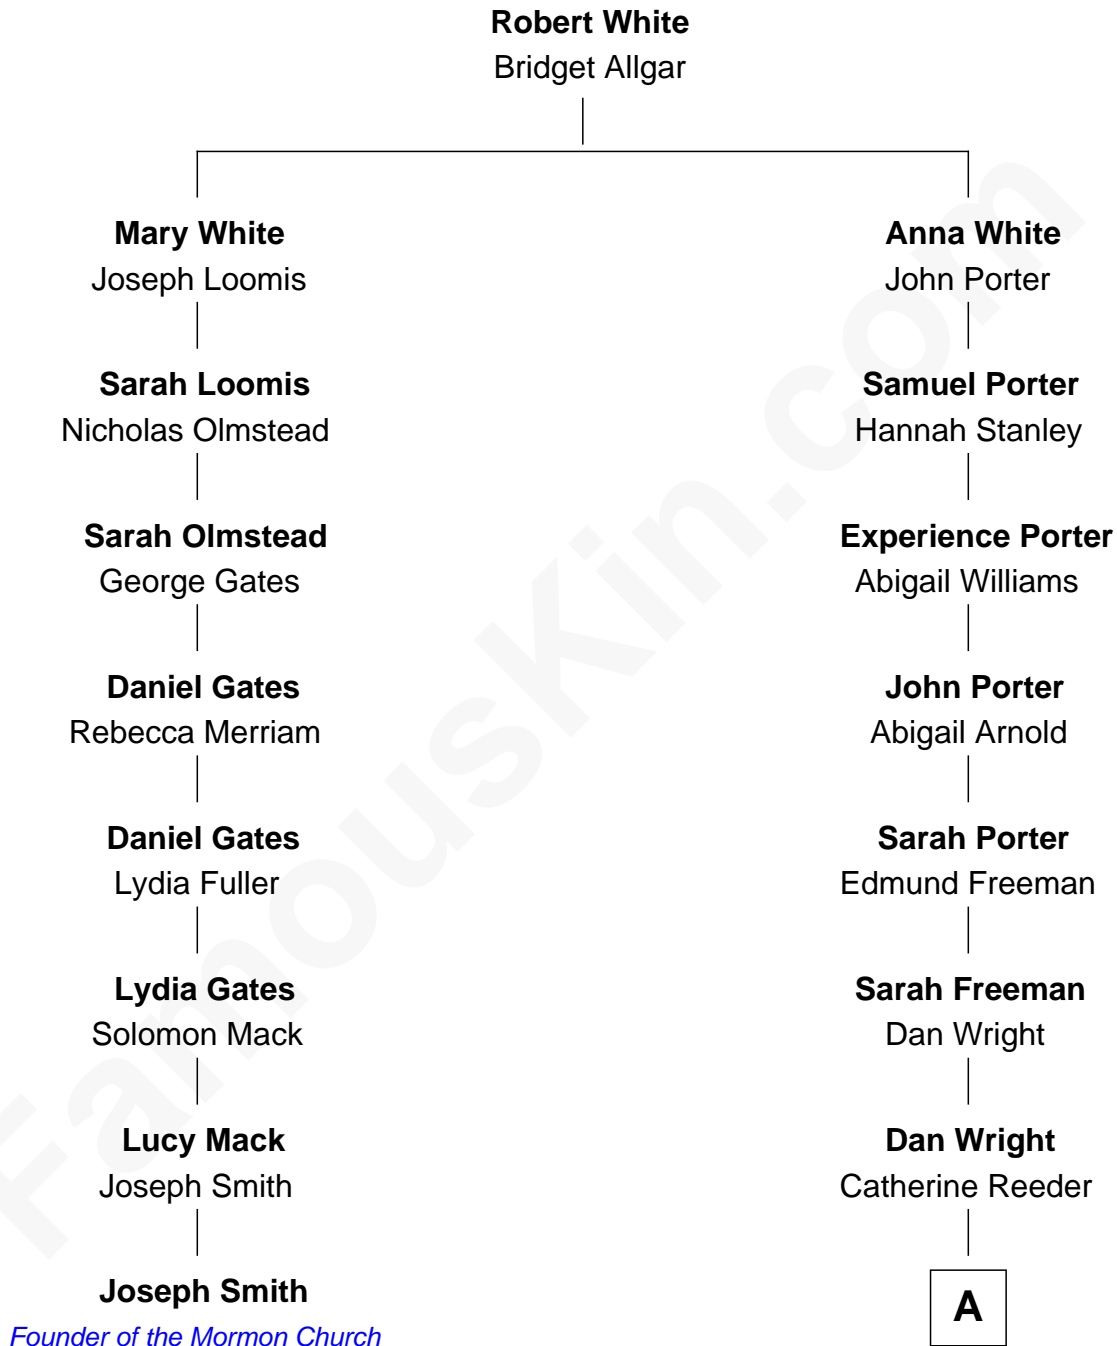 Robert White
Bridget Allgar
Mary White
Joseph Loomis
Sarah Loomis
Nicholas Olmstead
Sarah Olmstead
George Gates
Daniel Gates
Rebecca Merriam
Daniel Gates
Lydia Fuller
Lydia Gates
Solomon Mack
Lucy Mack
Joseph Smith
Joseph Smith
Founder of the Mormon Church
Anna White
John Porter
Samuel Porter
Hannah Stanley
Experience Porter
Abigail Williams
John Porter
Abigail Arnold
Sarah Porter
Edmund Freeman
Sarah Freeman
Dan Wright
Dan Wright
Catherine Reeder
A
FamousKin.com